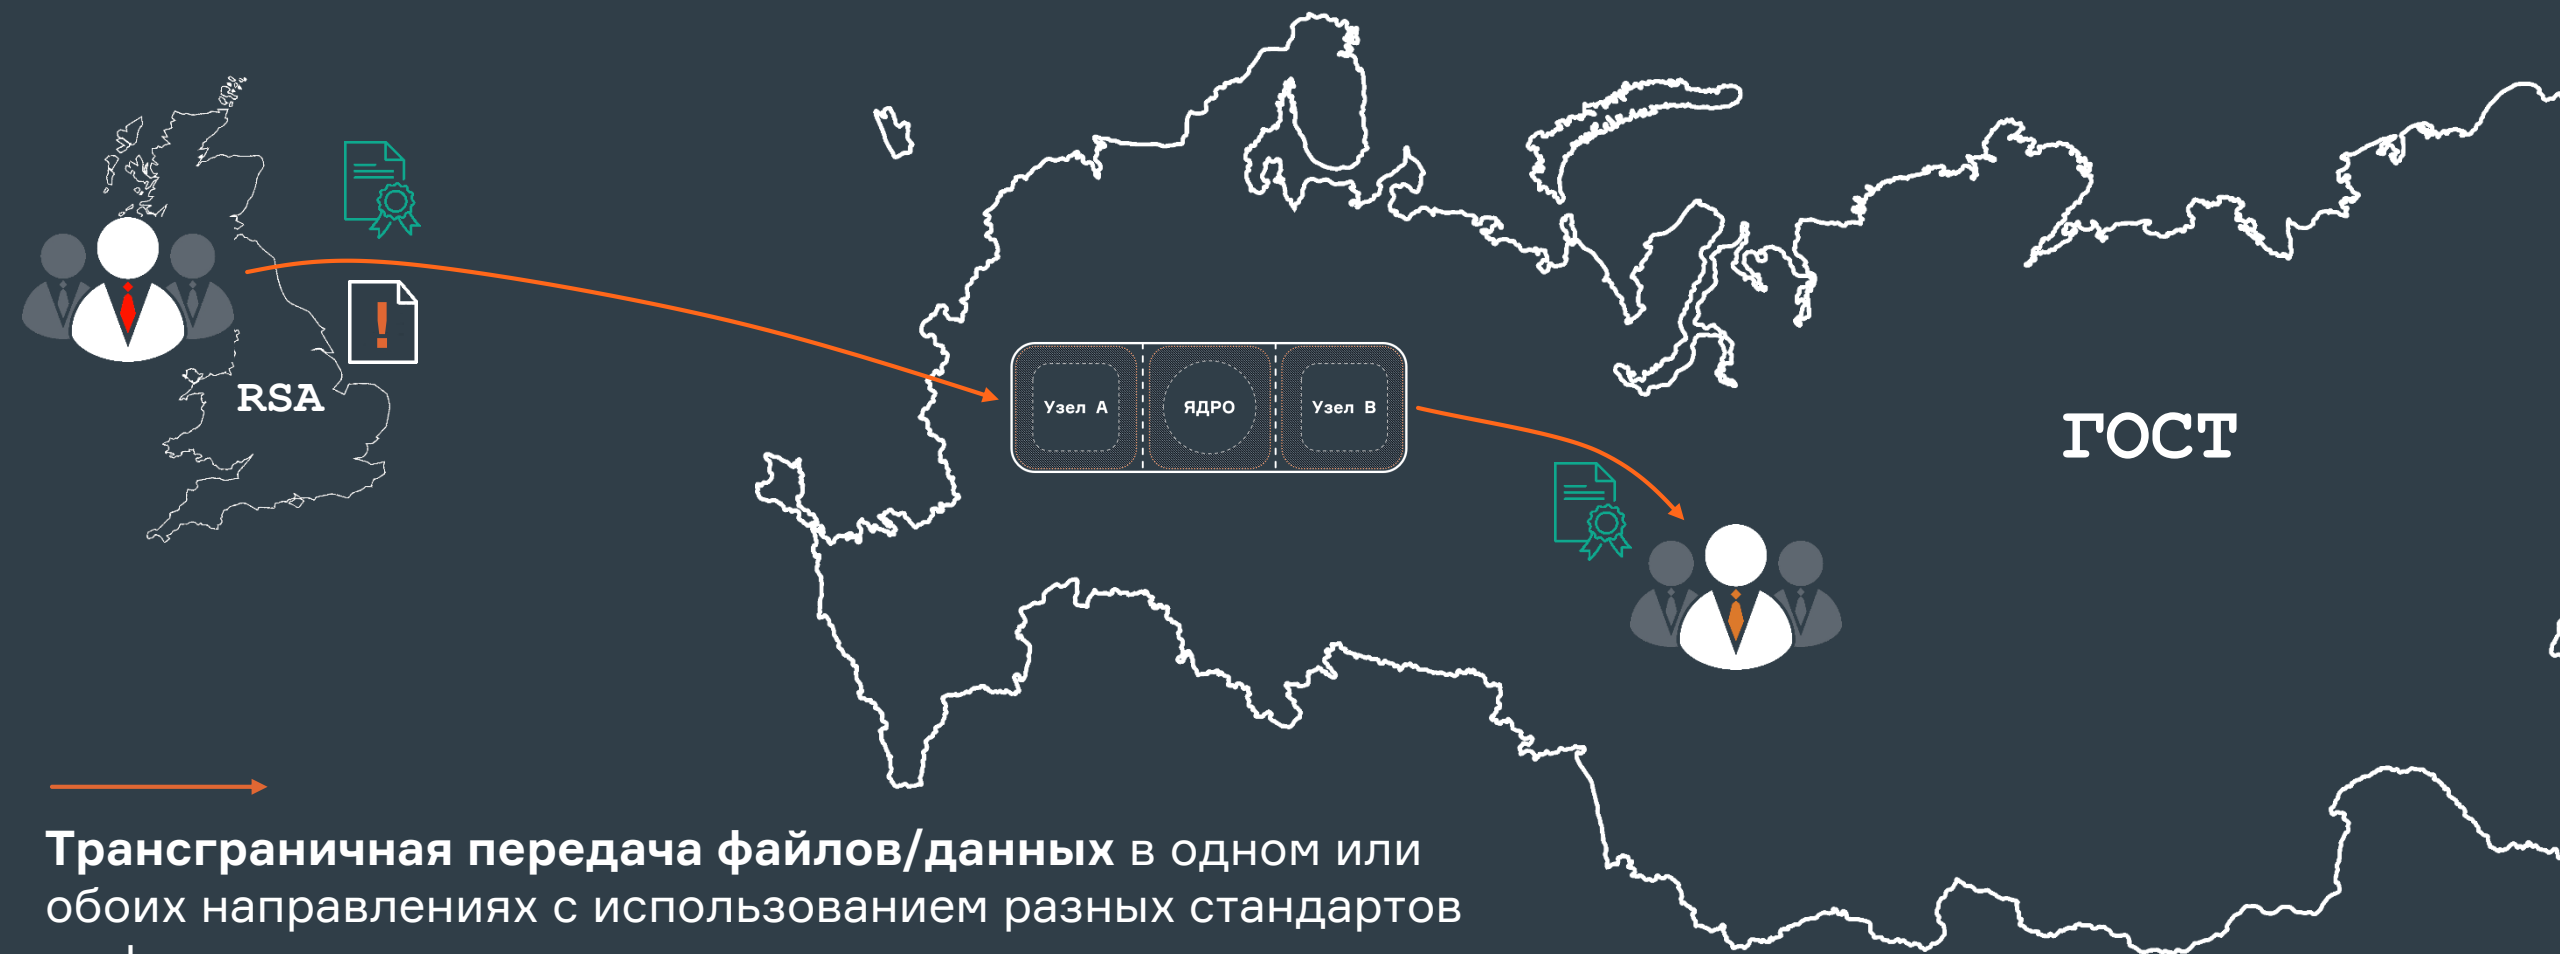 RSA
!
Узел A
ЯДРО
Узел B
ГОСТ
Трансграничная передача файлов/данных в одном или
обоих направлениях с использованием разных стандартов